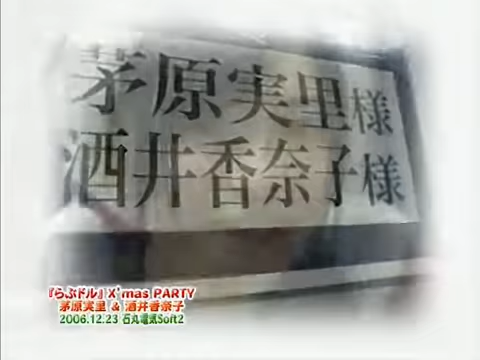 茅原実里様
酒井香奈子様
『らぶドル』X'mas PARTY
茅原実里 & 酒井香奈子
2006.12.23 石丸電気Soft2